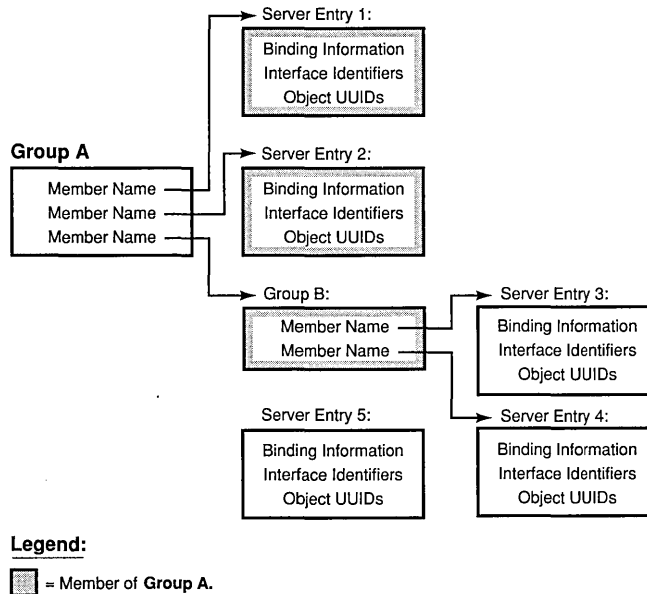 Server Entry 1:
Binding Information
Interface Identifiers
Object UUIDs
Group A
Member Name
Member Name
Member Name
Server Entry 2:
Binding Information
Interface Identifiers
Object UUIDs
Group B:
Member Name
Member Name
Server Entry 3:
Binding Information
Interface Identifiers
Object UUIDs
Server Entry 5:
Binding Information
Interface Identifiers
Object UUIDs
Server Entry 4:
Binding Information
Interface Identifiers
Object UUIDs
Legend:
= Member of Group A.